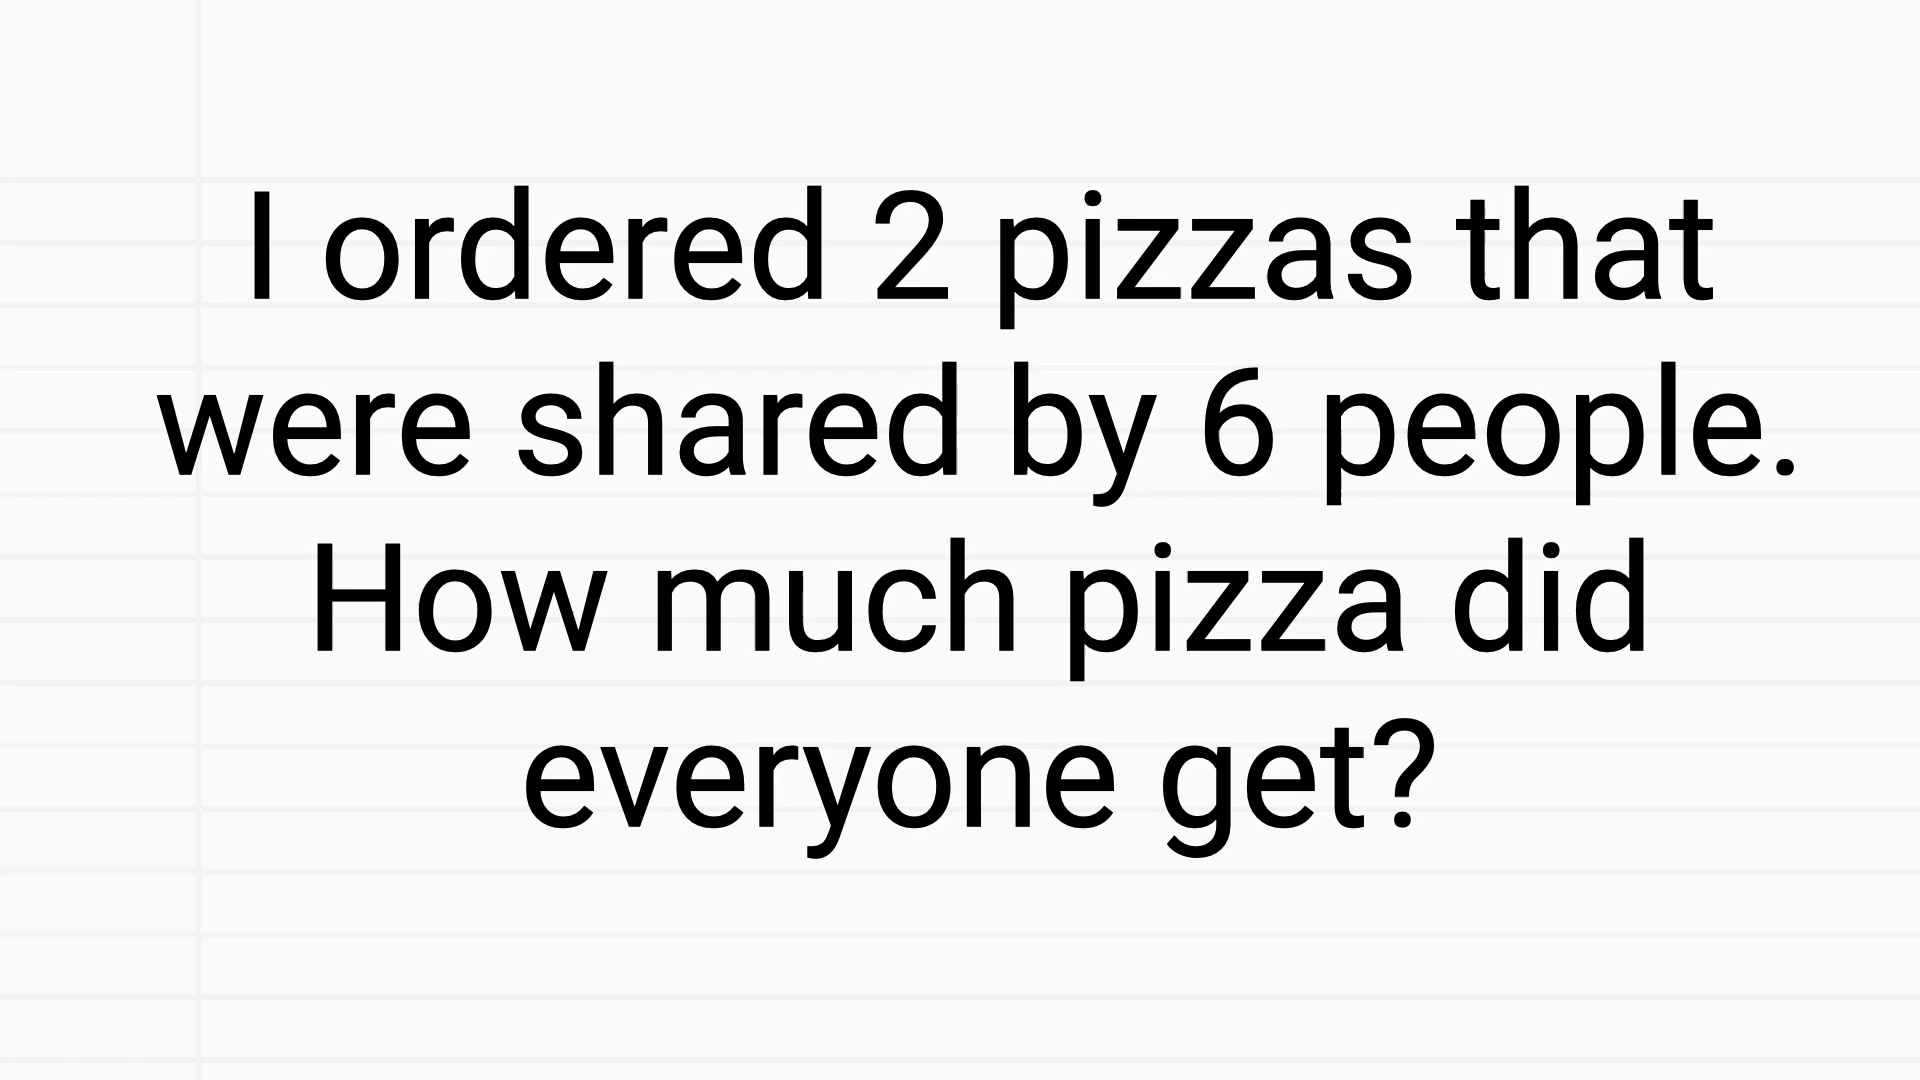 I ordered 2 pizzas that
were shared by 6 people.
How much pizza did
everyone get?